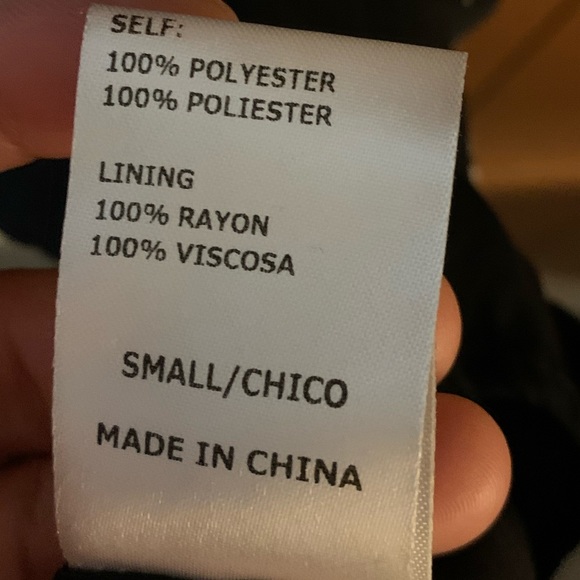 SELF:
100% POLYESTER
100% POLIESTER
LINING
100% RAYON
100% VISCOSA
SMALL/CHICO
MADE IN CHINA